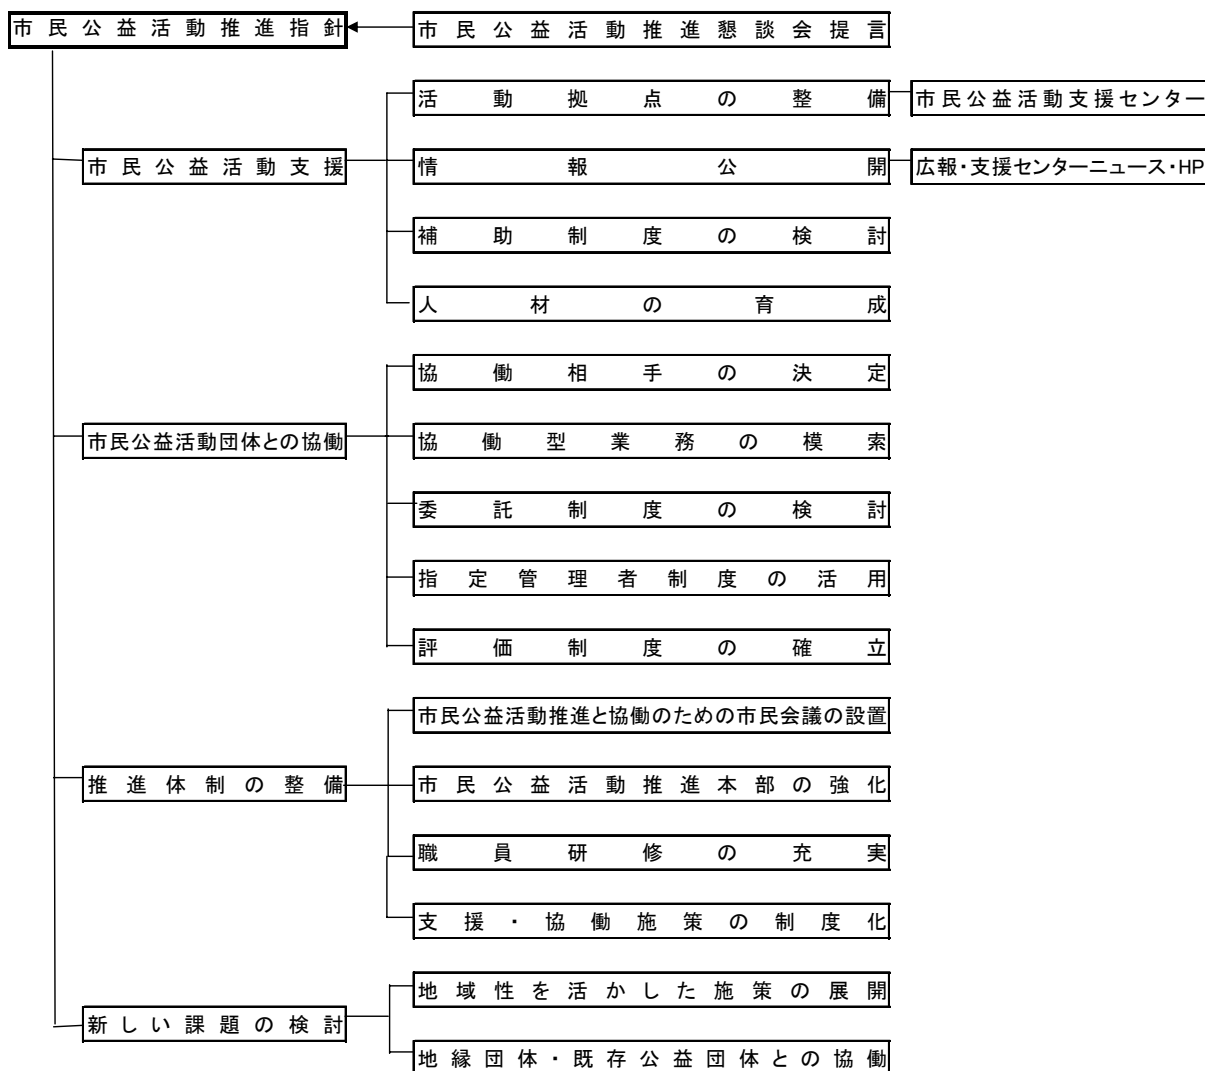 市民公益活動推進指針
市民公益活動推進懇談会提言
活動拠点の整備
市民公益活動支援センター
市民公益活動支援
情報公開
広報・支援センターニュース・HP
補助制度の検討
人材の育成
協働相手の決定
市民公益活動団体との協働
協働型業務の模索
委託制度の検討
指定管理者制度の活用
評価制度の確立
市民公益活動推進と協働のための市民会議の設置
推進体制の整備
市民公益活動推進本部の強化
職員研修の充実
支援・協働施策の制度化
地域性を活かした施策の展開
新しい課題の検討
地縁団体・既存公益団体との協働